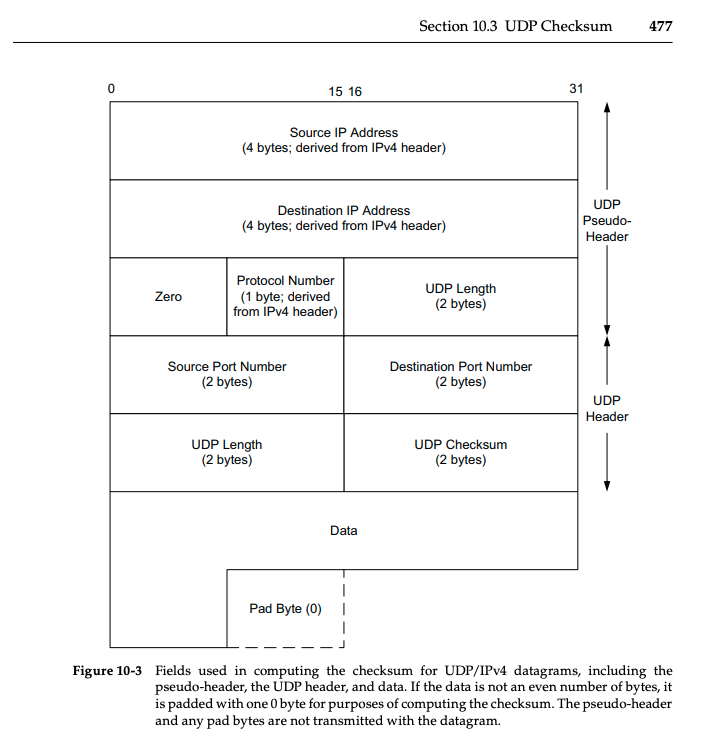 Section 10.3 UDP Checksum 477
0 15 16 31
Source IP Address
(4 bytes; derived from IPv4 header)
Destination IP Address
(4 bytes; derived from IPv4 header)
UDP
Pseudo-
Header
Zero
Protocol Number
(1 byte; derived
from IPv4 header)
UDP Length
(2 bytes)
Source Port Number
(2 bytes)
Destination Port Number
(2 bytes)
UDP
Header
UDP Length
(2 bytes)
UDP Checksum
(2 bytes)
Data
Pad Byte (0)
Figure 10-3 Fields used in computing the checksum for UDP/IPv4 datagrams, including the
pseudo-header, the UDP header, and data. If the data is not an even number of bytes, it
is padded with one 0 byte for purposes of computing the checksum. The pseudo-header
and any pad bytes are not transmitted with the datagram.